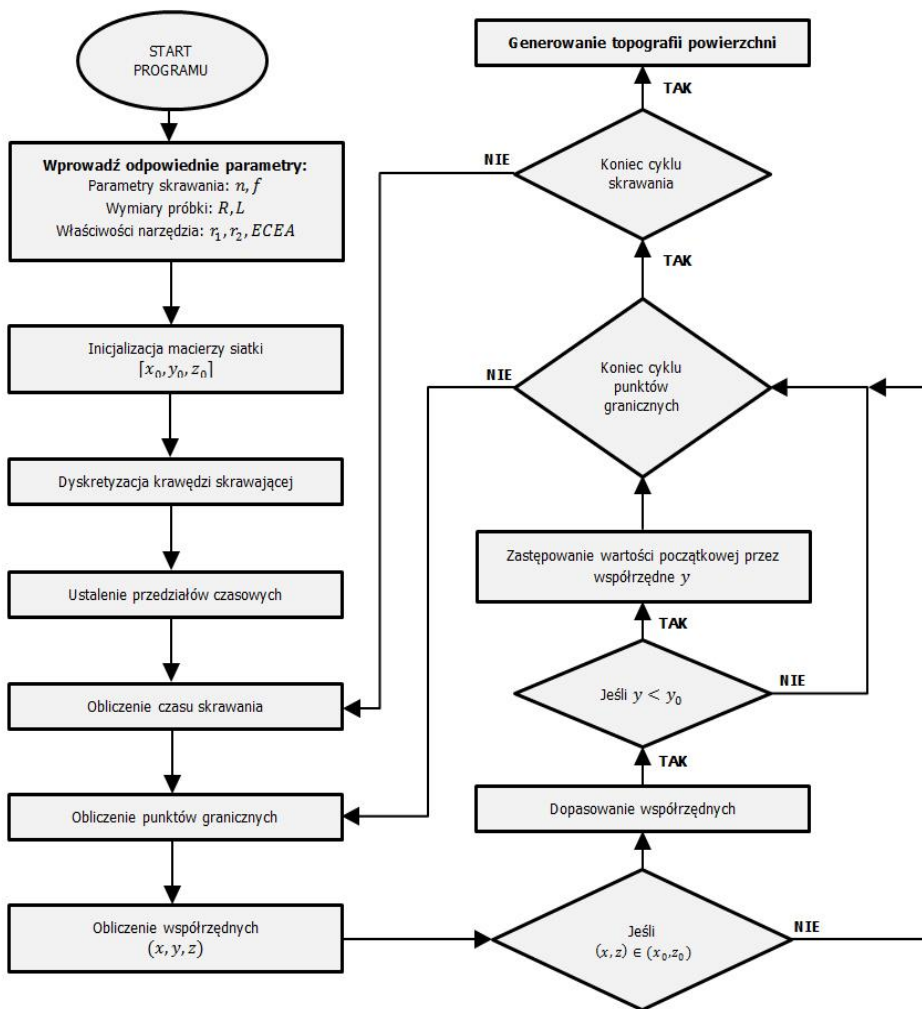 START
PROGRAMU
Wprowadź odpowiednie parametry:
Parametry skrawania: n, f
Wymiary próbki: R, L
Właściwości narzędzia: r₁, r₂, ECEA
Inicjalizacja macierzy siatki
⌈x₀, y₀, z₀⌉
Dyskretyzacja krawędzi skrawającej
Ustalenie przedziałów czasowych
Obliczenie czasu skrawania
Obliczenie punktów granicznych
Obliczenie współrzędnych
(x, y, z)
Jeśli
(x, z) ∈ (x₀, z₀)
NIE
Dopasowanie współrzędnych
TAK
Jeśli y < y₀
NIE
TAK
Zastępowanie wartości początkowej przez
współrzędne y
Koniec cyklu
punktów
granicznych
NIE
TAK
Koniec cyklu
skrawania
NIE
TAK
Generowanie topografii powierzchni